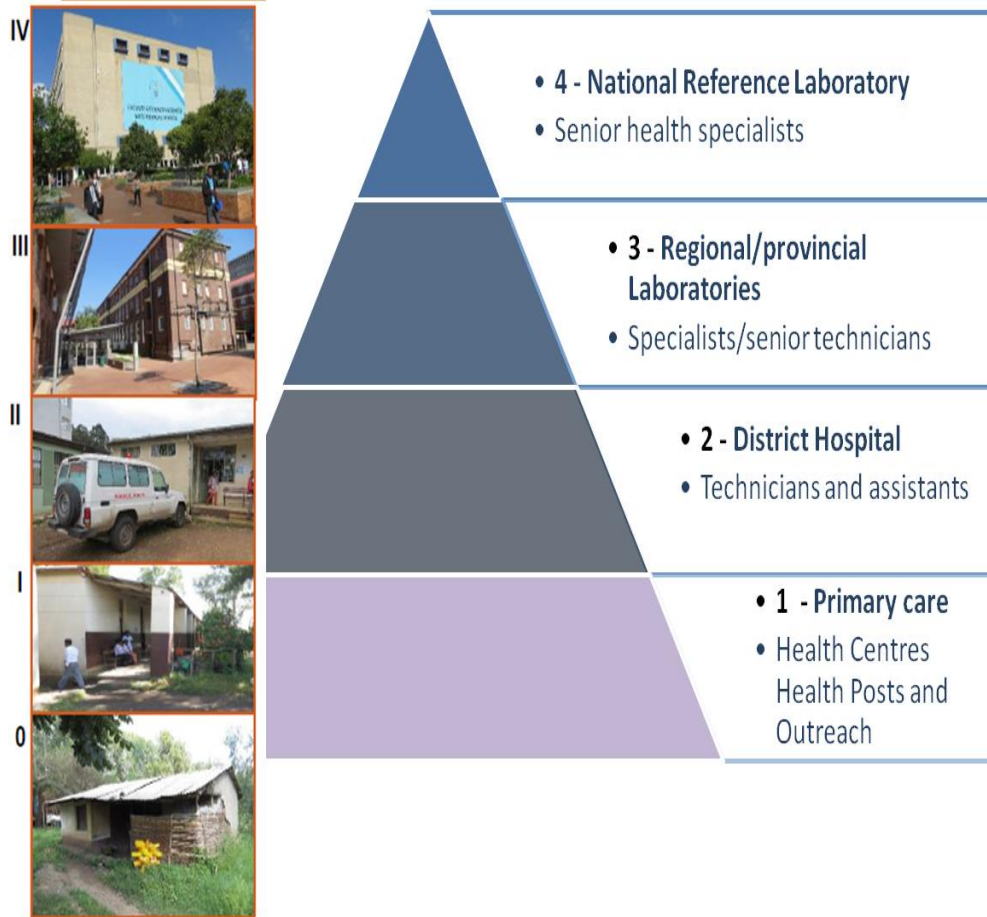 IV
• 4 - National Reference Laboratory
• Senior health specialists
III
• 3 - Regional/provincial
Laboratories
• Specialists/senior technicians
II
• 2 - District Hospital
• Technicians and assistants
I
• 1 - Primary care
• Health Centres
Health Posts and
Outreach
0